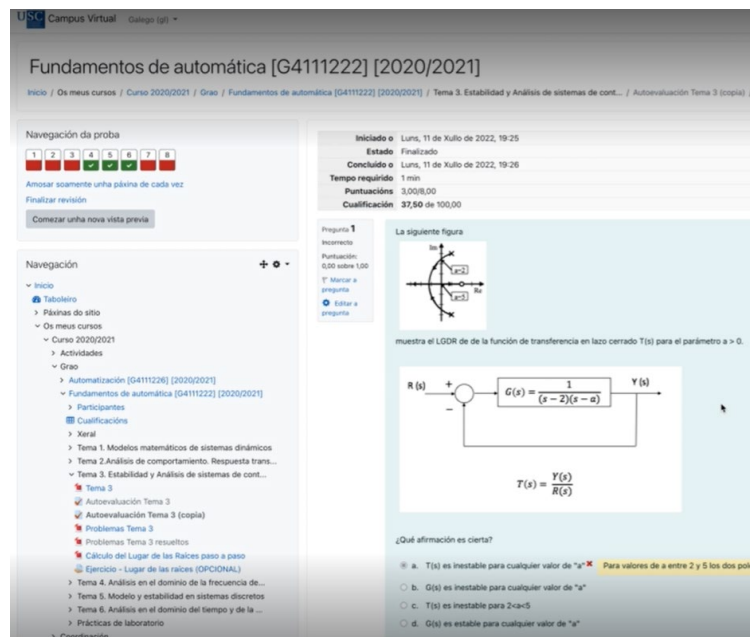 USC Campus Virtual Galego (gl)
Fundamentos de automática [G4111222] [2020/2021]
Inicio / Os meus cursos / Curso 2020/2021 / Grao / Fundamentos de automática [G4111222] [2020/2021] / Tema 3. Estabilidad y Análisis de sistemas de cont... / Autoevaluación Tema 3 (copia) /
Navegación da proba
1 2 3 4 5 6 7 8
Amosar soamente unha páxina de cada vez
Finalizar revisión
Comezar unha nova vista previa
Navegación
Inicio
Taboleiro
Páxinas do sitio
Os meus cursos
Curso 2020/2021
Actividades
Grao
Automatización [G4111226] [2020/2021]
Fundamentos de automática [G4111222] [2020/2021]
Participantes
Cualificacións
Xeral
Tema 1. Modelos matemáticos de sistemas dinámicos
Tema 2.Análisis de comportamiento. Respuesta trans...
Tema 3. Estabilidad y Análisis de sistemas de cont...
Tema 3
Autoevaluación Tema 3
Autoevaluación Tema 3 (copia)
Problemas Tema 3
Problemas Tema 3 resueltos
Cálculo del Lugar de las Raíces paso a paso
Ejercicio - Lugar de las raíces (OPCIONAL)
Tema 4. Análisis en el dominio de la frecuencia de...
Tema 5. Modelo y estabilidad en sistemas discretos
Tema 6. Análisis en el dominio del tiempo y de la ...
Prácticas de laboratorio
Coordinación
Iniciado o Luns, 11 de Xullo de 2022, 19:25
Estado Finalizado
Concluído o Luns, 11 de Xullo de 2022, 19:26
Tempo requirido 1 min
Puntuacións 3,00/8,00
Cualificación 37,50 de 100,00
Pregunta 1
Incorrecto
Puntuación:
0,00 sobre 1,00
Marcar a
pregunta
Editar a
pregunta
La siguiente figura
Im
a=2
Re
a=5
muestra el LGDR de de la función de transferencia en lazo cerrado T(s) para el parámetro a > 0.
R (s) + − G(s) = 1 / (s − 2)(s − a) Y (s)
T(s) = Y(s) / R(s)
¿Qué afirmación es cierta?
a. T(s) es inestable para cualquier valor de "a" ✖ Para valores de a entre 2 y 5 los dos pol
b. G(s) es inestable para cualquier valor de "a"
c. T(s) es inestable para 2<a<5
d. G(s) es estable para cualquier valor de "a"